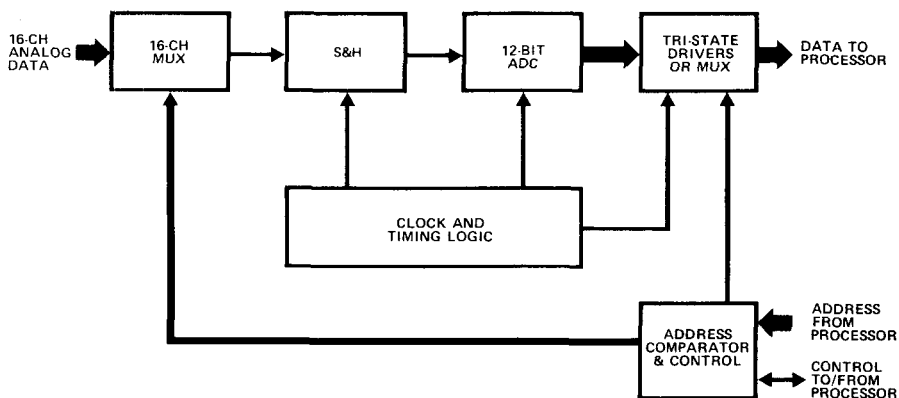 16-CH
ANALOG
DATA
16-CH
MUX
S&H
12-BIT
ADC
TRI-STATE
DRIVERS
OR MUX
DATA TO
PROCESSOR
CLOCK AND
TIMING LOGIC
ADDRESS
COMPARATOR
& CONTROL
ADDRESS
FROM
PROCESSOR
CONTROL
TO/FROM
PROCESSOR